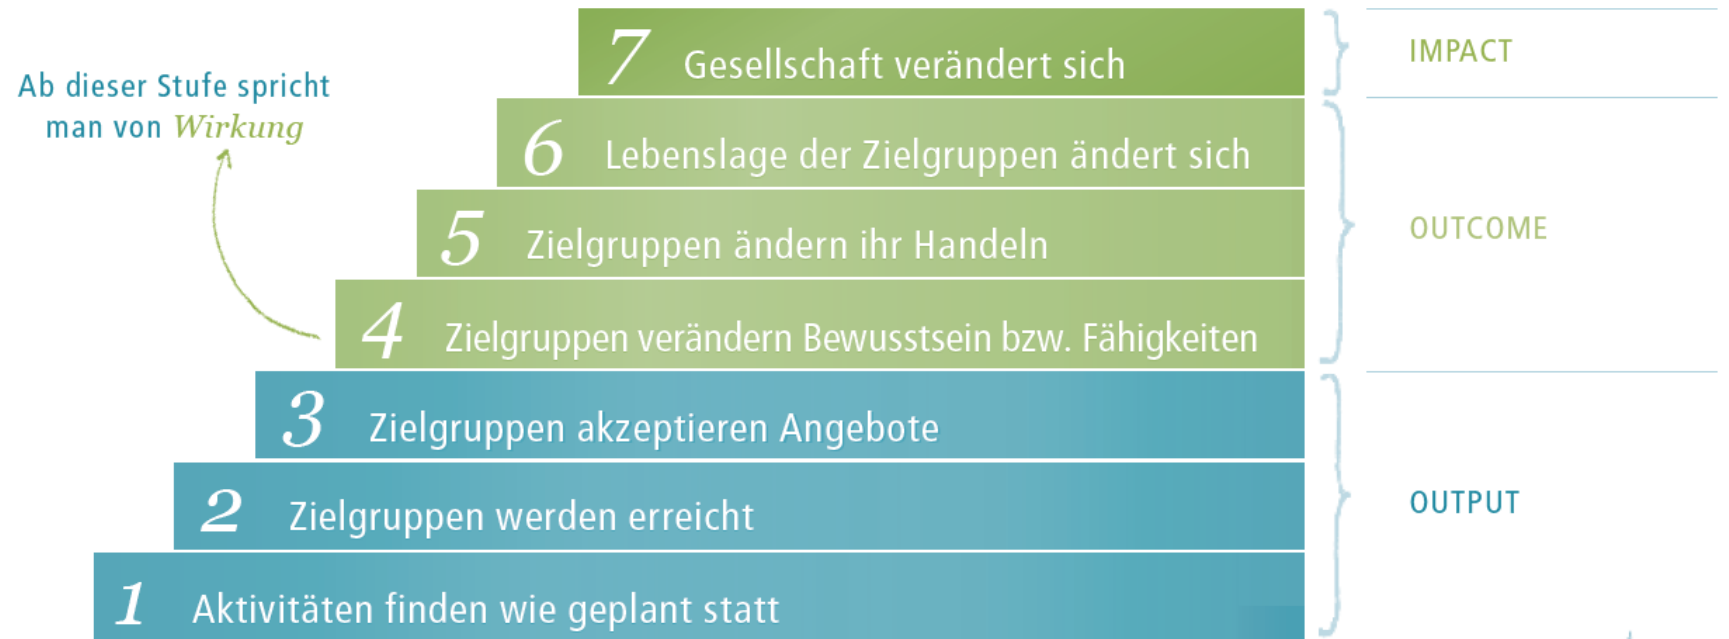 7 Gesellschaft verändert sich
IMPACT
Ab dieser Stufe spricht
man von Wirkung
6 Lebenslage der Zielgruppen ändert sich
5 Zielgruppen ändern ihr Handeln
OUTCOME
4 Zielgruppen verändern Bewusstsein bzw. Fähigkeiten
3 Zielgruppen akzeptieren Angebote
2 Zielgruppen werden erreicht
OUTPUT
1 Aktivitäten finden wie geplant statt